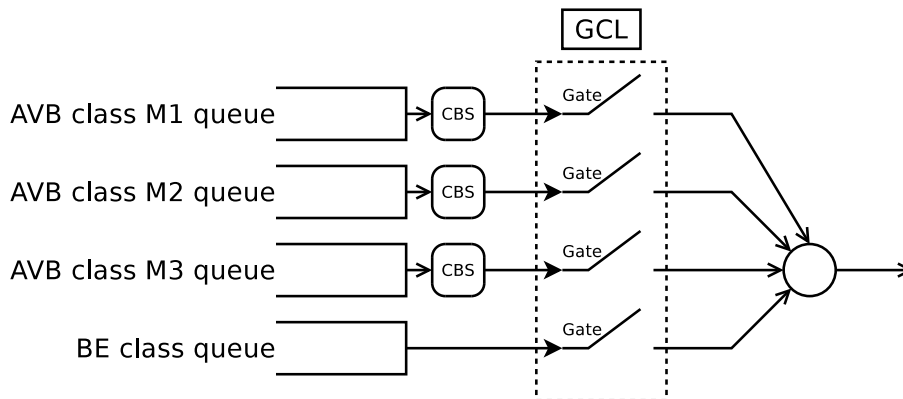 GCL
AVB class M1 queue
CBS
Gate
AVB class M2 queue
CBS
Gate
AVB class M3 queue
CBS
Gate
BE class queue
Gate